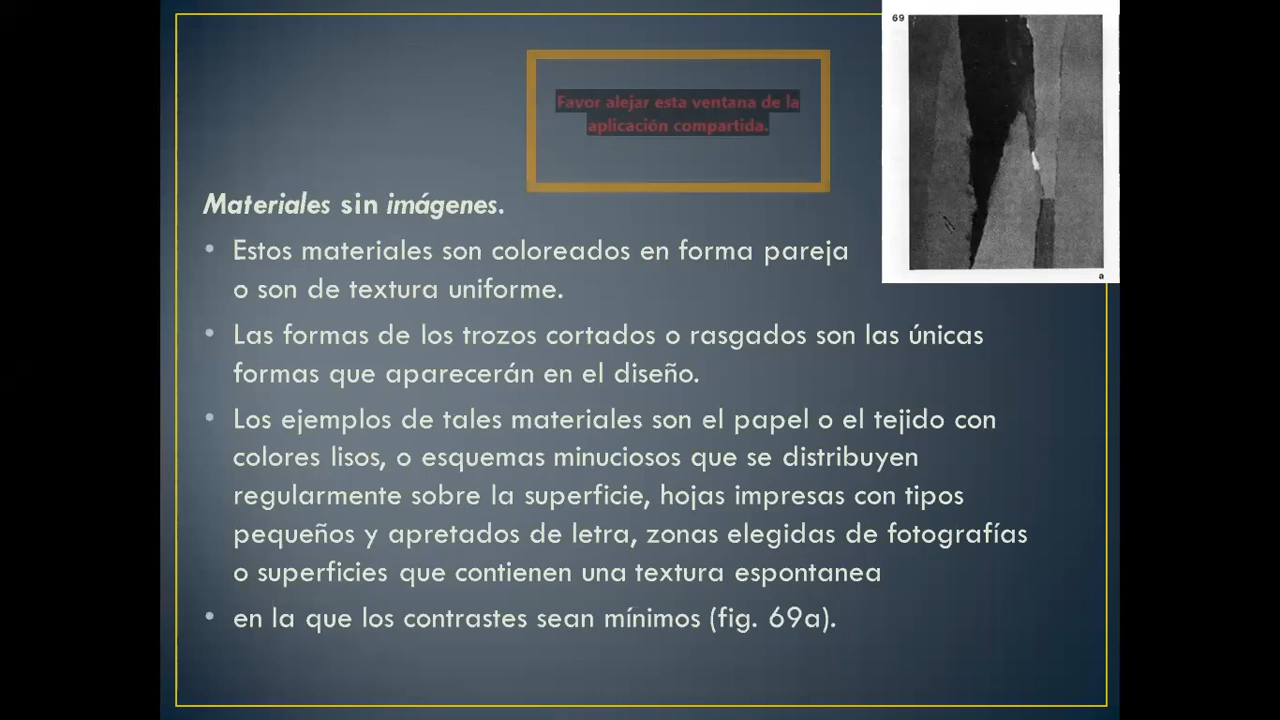 69
Favor alejar esta ventana de la
aplicación compartida.
a
Materiales sin imágenes.
• Estos materiales son coloreados en forma pareja
o son de textura uniforme.
• Las formas de los trozos cortados o rasgados son las únicas
formas que aparecerán en el diseño.
• Los ejemplos de tales materiales son el papel o el tejido con
colores lisos, o esquemas minuciosos que se distribuyen
regularmente sobre la superficie, hojas impresas con tipos
pequeños y apretados de letra, zonas elegidas de fotografías
o superficies que contienen una textura espontanea
• en la que los contrastes sean mínimos (fig. 69a).